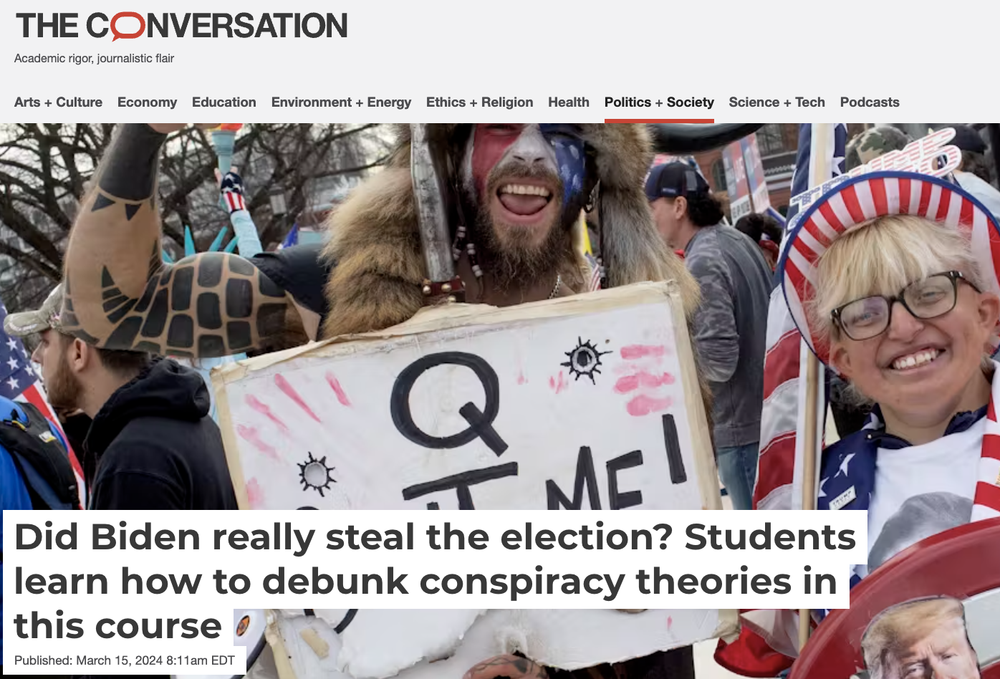 THE CONVERSATION
Academic rigor, journalistic flair
Arts + Culture Economy Education Environment + Energy Ethics + Religion Health Politics + Society Science + Tech Podcasts
Q
ME!
Did Biden really steal the election? Students
learn how to debunk conspiracy theories in
this course
Published: March 15, 2024 8:11am EDT